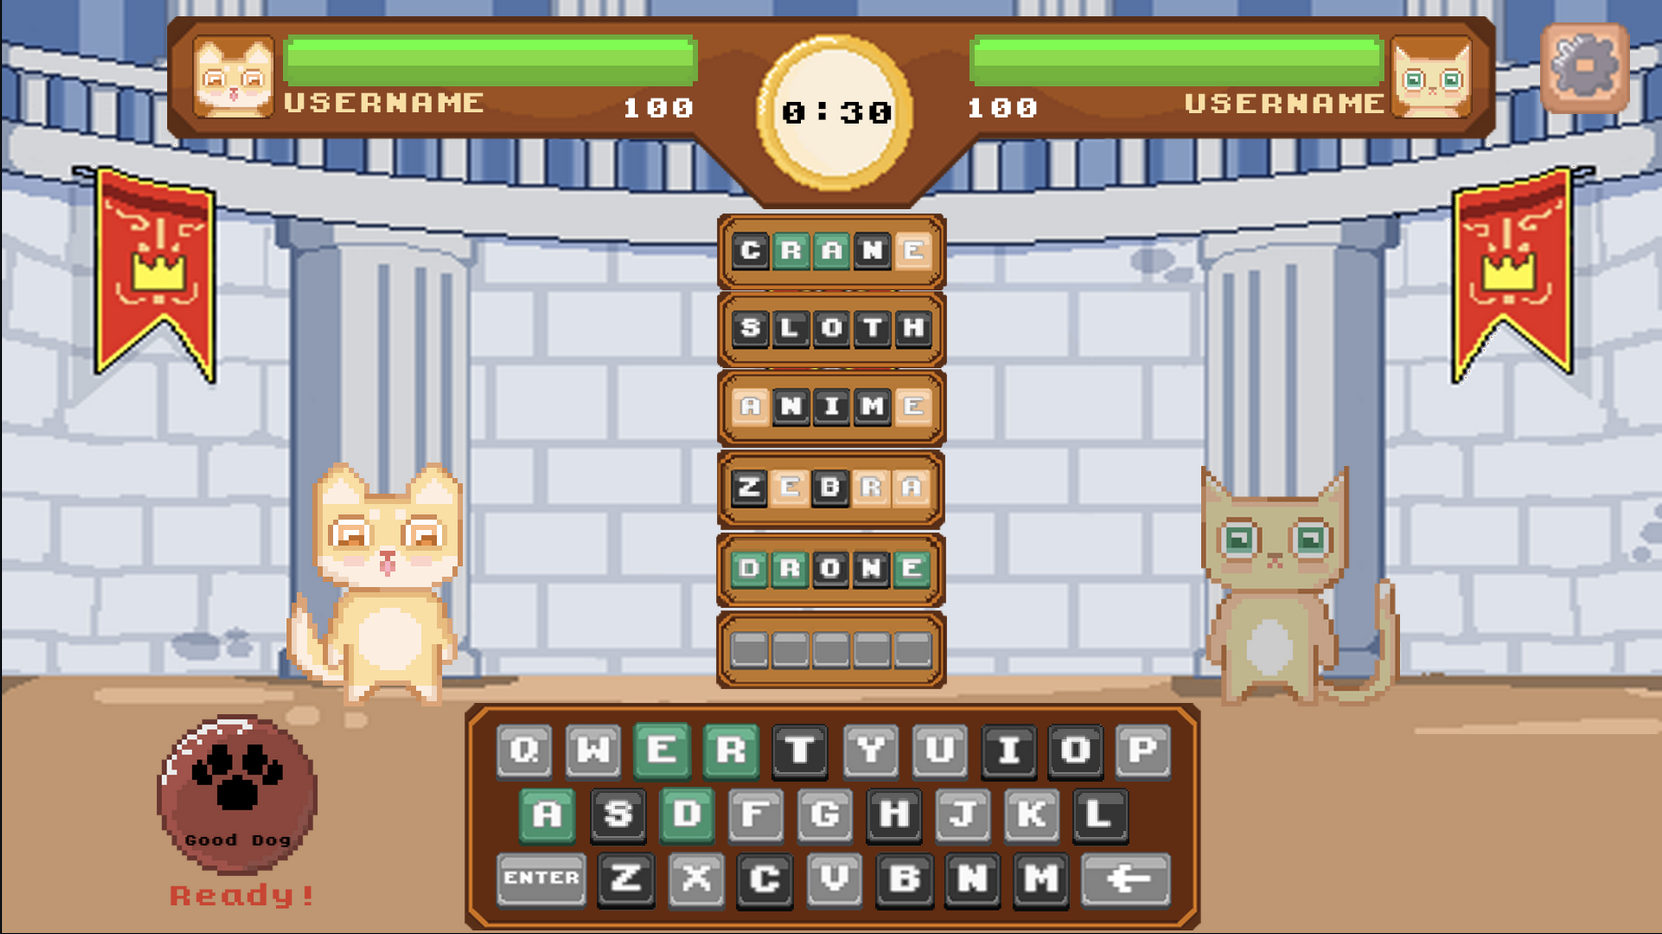 USERNAME 100 0:30 100 USERNAME
CRANE
SLOTH
ANIME
ZEBRA
DRONE
QWERTYUIOP
ASDFGHJKL
ENTER ZXCVBNM
Good Dog
Ready!